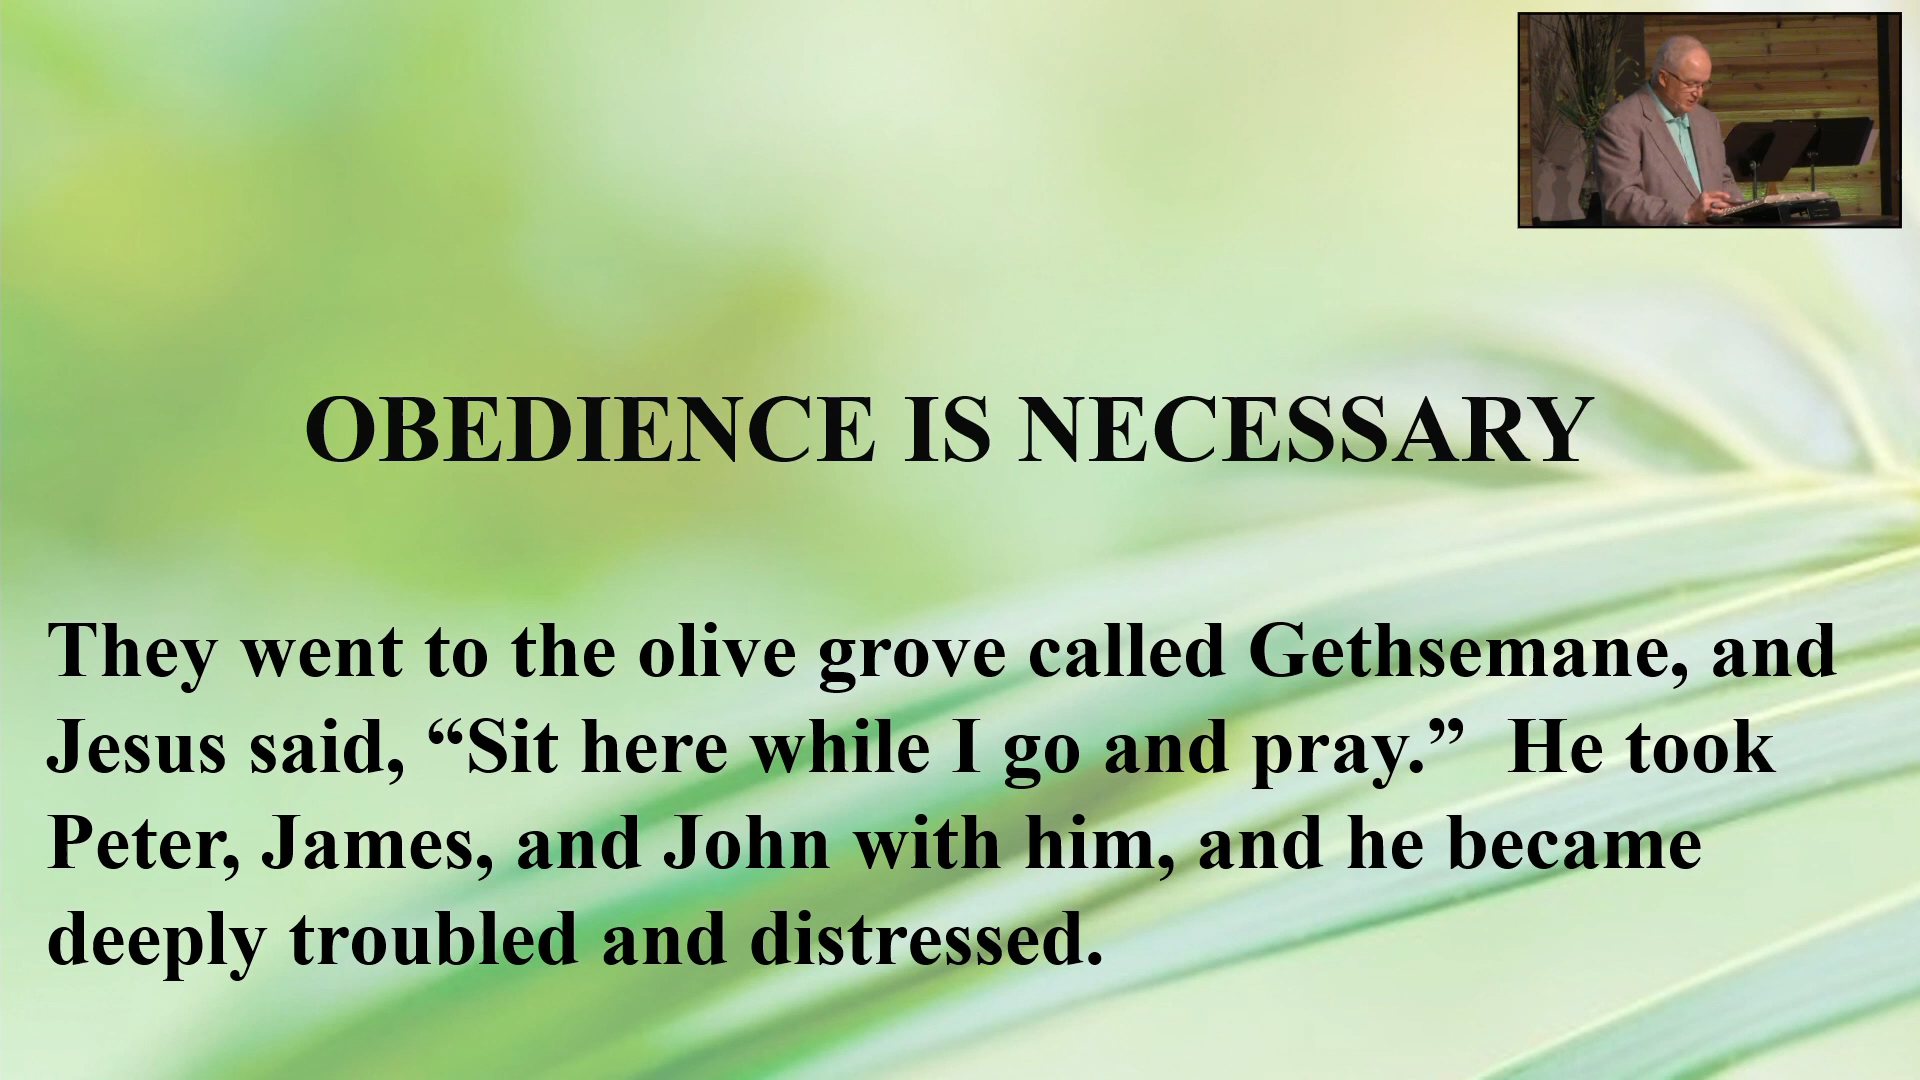 OBEDIENCE IS NECESSARY
They went to the olive grove called Gethsemane, and
Jesus said, “Sit here while I go and pray.”  He took
Peter, James, and John with him, and he became
deeply troubled and distressed.